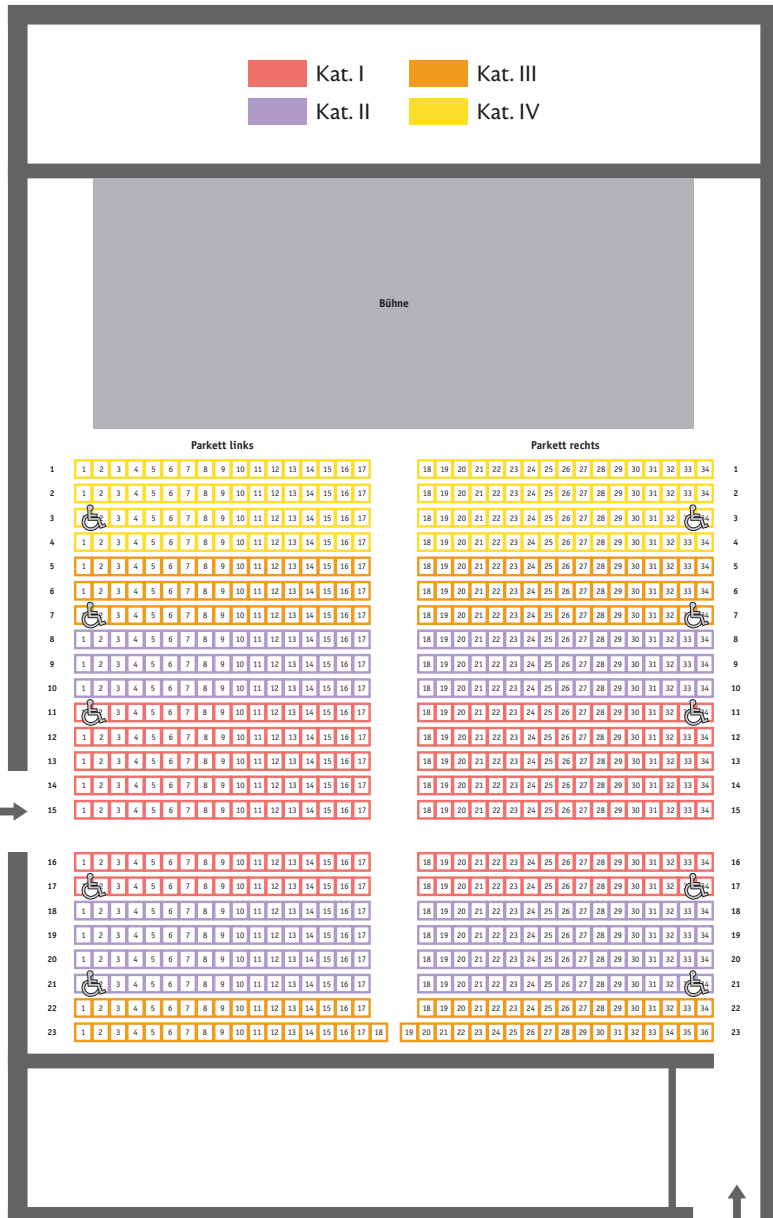 Kat. I Kat. III
Kat. II Kat. IV
Bühne
Parkett links Parkett rechts
1 1 2 3 4 5 6 7 8 9 10 11 12 13 14 15 16 17 18 19 20 21 22 23 24 25 26 27 28 29 30 31 32 33 34 1
2 1 2 3 4 5 6 7 8 9 10 11 12 13 14 15 16 17 18 19 20 21 22 23 24 25 26 27 28 29 30 31 32 33 34 2
3 3 4 5 6 7 8 9 10 11 12 13 14 15 16 17 18 19 20 21 22 23 24 25 26 27 28 29 30 31 32 3
4 1 2 3 4 5 6 7 8 9 10 11 12 13 14 15 16 17 18 19 20 21 22 23 24 25 26 27 28 29 30 31 32 33 34 4
5 1 2 3 4 5 6 7 8 9 10 11 12 13 14 15 16 17 18 19 20 21 22 23 24 25 26 27 28 29 30 31 32 33 34 5
6 1 2 3 4 5 6 7 8 9 10 11 12 13 14 15 16 17 18 19 20 21 22 23 24 25 26 27 28 29 30 31 32 33 34 6
7 3 4 5 6 7 8 9 10 11 12 13 14 15 16 17 18 19 20 21 22 23 24 25 26 27 28 29 30 31 32 7
8 1 2 3 4 5 6 7 8 9 10 11 12 13 14 15 16 17 18 19 20 21 22 23 24 25 26 27 28 29 30 31 32 33 34 8
9 1 2 3 4 5 6 7 8 9 10 11 12 13 14 15 16 17 18 19 20 21 22 23 24 25 26 27 28 29 30 31 32 33 34 9
10 1 2 3 4 5 6 7 8 9 10 11 12 13 14 15 16 17 18 19 20 21 22 23 24 25 26 27 28 29 30 31 32 33 34 10
11 3 4 5 6 7 8 9 10 11 12 13 14 15 16 17 18 19 20 21 22 23 24 25 26 27 28 29 30 31 32 11
12 1 2 3 4 5 6 7 8 9 10 11 12 13 14 15 16 17 18 19 20 21 22 23 24 25 26 27 28 29 30 31 32 33 34 12
13 1 2 3 4 5 6 7 8 9 10 11 12 13 14 15 16 17 18 19 20 21 22 23 24 25 26 27 28 29 30 31 32 33 34 13
14 1 2 3 4 5 6 7 8 9 10 11 12 13 14 15 16 17 18 19 20 21 22 23 24 25 26 27 28 29 30 31 32 33 34 14
15 1 2 3 4 5 6 7 8 9 10 11 12 13 14 15 16 17 18 19 20 21 22 23 24 25 26 27 28 29 30 31 32 33 34 15
16 1 2 3 4 5 6 7 8 9 10 11 12 13 14 15 16 17 18 19 20 21 22 23 24 25 26 27 28 29 30 31 32 33 34 16
17 3 4 5 6 7 8 9 10 11 12 13 14 15 16 17 18 19 20 21 22 23 24 25 26 27 28 29 30 31 32 17
18 1 2 3 4 5 6 7 8 9 10 11 12 13 14 15 16 17 18 19 20 21 22 23 24 25 26 27 28 29 30 31 32 33 34 18
19 1 2 3 4 5 6 7 8 9 10 11 12 13 14 15 16 17 18 19 20 21 22 23 24 25 26 27 28 29 30 31 32 33 34 19
20 1 2 3 4 5 6 7 8 9 10 11 12 13 14 15 16 17 18 19 20 21 22 23 24 25 26 27 28 29 30 31 32 33 34 20
21 3 4 5 6 7 8 9 10 11 12 13 14 15 16 17 18 19 20 21 22 23 24 25 26 27 28 29 30 31 32 21
22 1 2 3 4 5 6 7 8 9 10 11 12 13 14 15 16 17 18 19 20 21 22 23 24 25 26 27 28 29 30 31 32 33 34 22
23 1 2 3 4 5 6 7 8 9 10 11 12 13 14 15 16 17 18 19 20 21 22 23 24 25 26 27 28 29 30 31 32 33 34 35 36 23